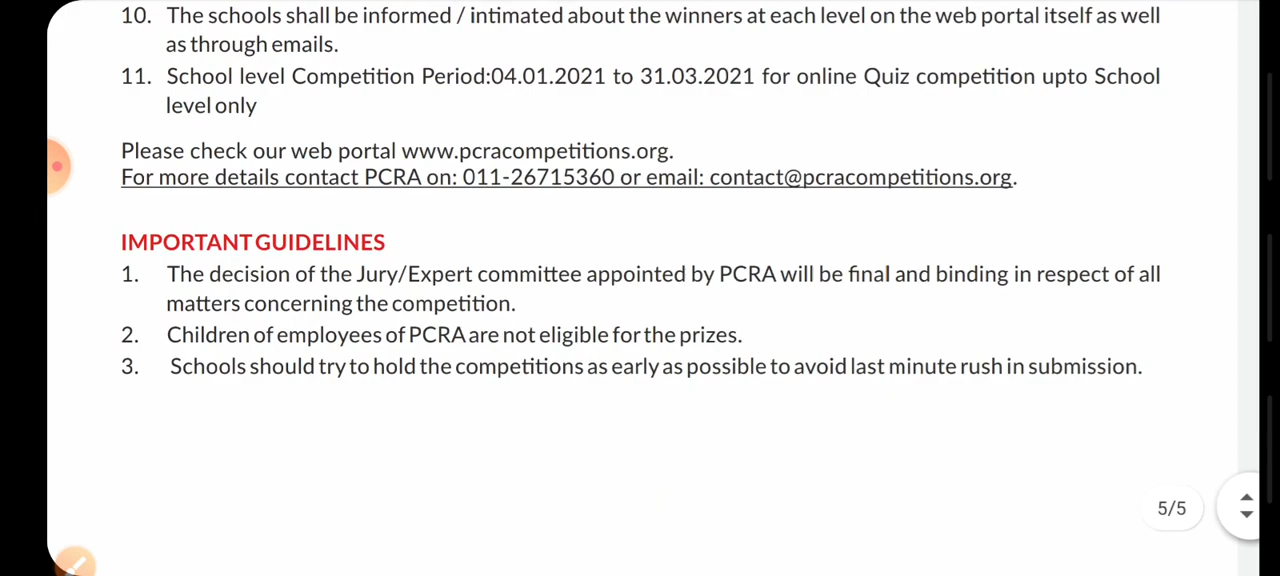 10. The schools shall be informed / intimated about the winners at each level on the web portal itself as well
as through emails.
11. School level Competition Period:04.01.2021 to 31.03.2021 for online Quiz competition upto School
level only
Please check our web portal www.pcracompetitions.org.
For more details contact PCRA on: 011-26715360 or email: contact@pcracompetitions.org.
IMPORTANT GUIDELINES
1. The decision of the Jury/Expert committee appointed by PCRA will be final and binding in respect of all
matters concerning the competition.
2. Children of employees of PCRA are not eligible for the prizes.
3. Schools should try to hold the competitions as early as possible to avoid last minute rush in submission.
5/5